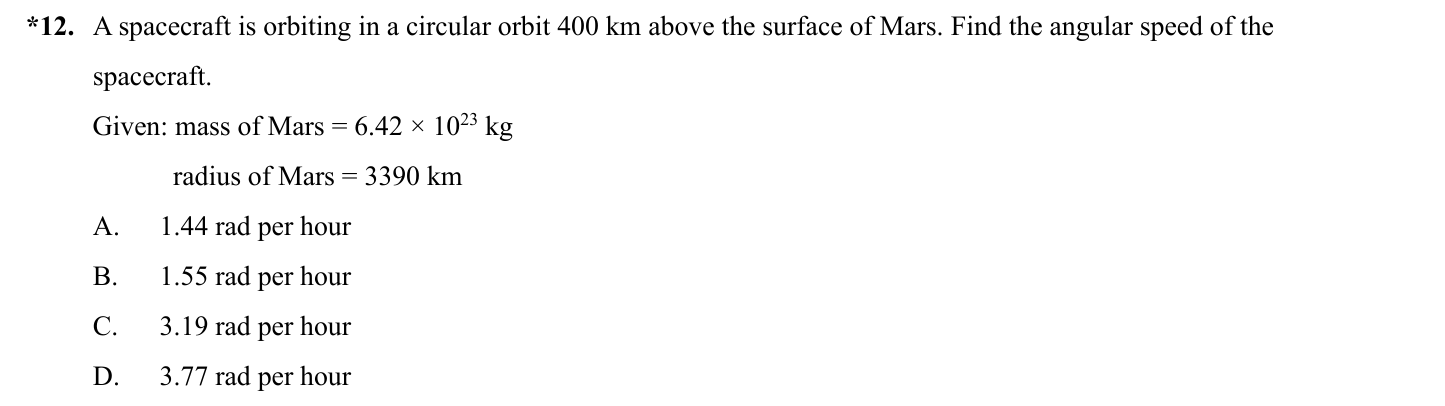 *12. A spacecraft is orbiting in a circular orbit 400 km above the surface of Mars. Find the angular speed of the
spacecraft.
Given: mass of Mars = 6.42 × 10²³ kg
radius of Mars = 3390 km
A. 1.44 rad per hour
B. 1.55 rad per hour
C. 3.19 rad per hour
D. 3.77 rad per hour